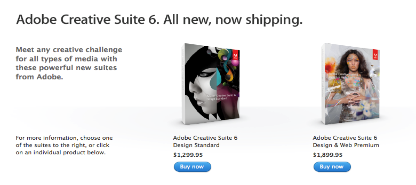 Adobe Creative Suite 6. All new, now shipping.
Meet any creative challenge
for all types of media with
these powerful new suites
from Adobe.
For more information, choose one
of the suites to the right, or click
on an individual product below.
Adobe Creative Suite 6
Design Standard
$1,299.95
Buy now
Adobe Creative Suite 6
Design & Web Premium
$1,899.95
Buy now